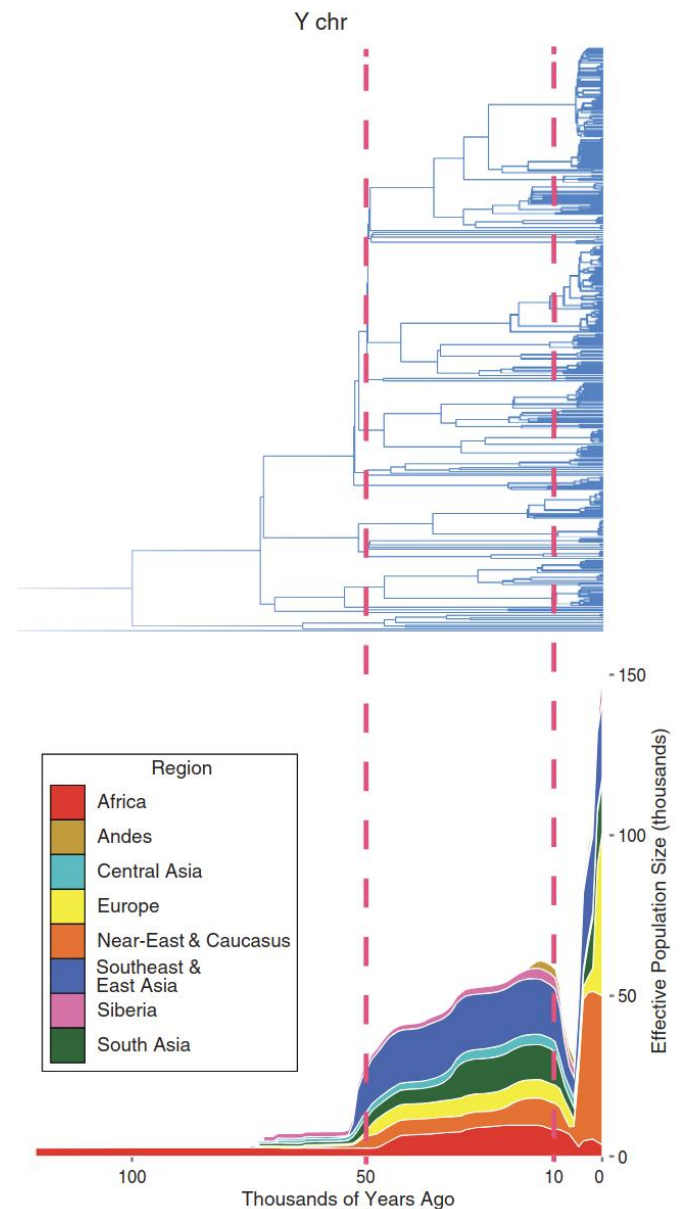 Y chr
150
100
50
0
Effective Population Size (thousands)
Region
Africa
Andes
Central Asia
Europe
Near-East & Caucasus
Southeast &
East Asia
Siberia
South Asia
100
50
10
0
Thousands of Years Ago